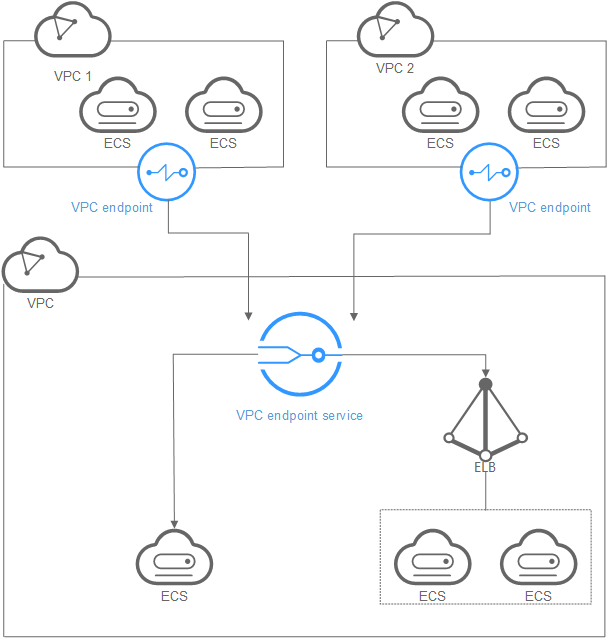 VPC 1
VPC 2
ECS
ECS
ECS
ECS
VPC endpoint
VPC endpoint
VPC
VPC endpoint service
ELB
ECS
ECS
ECS